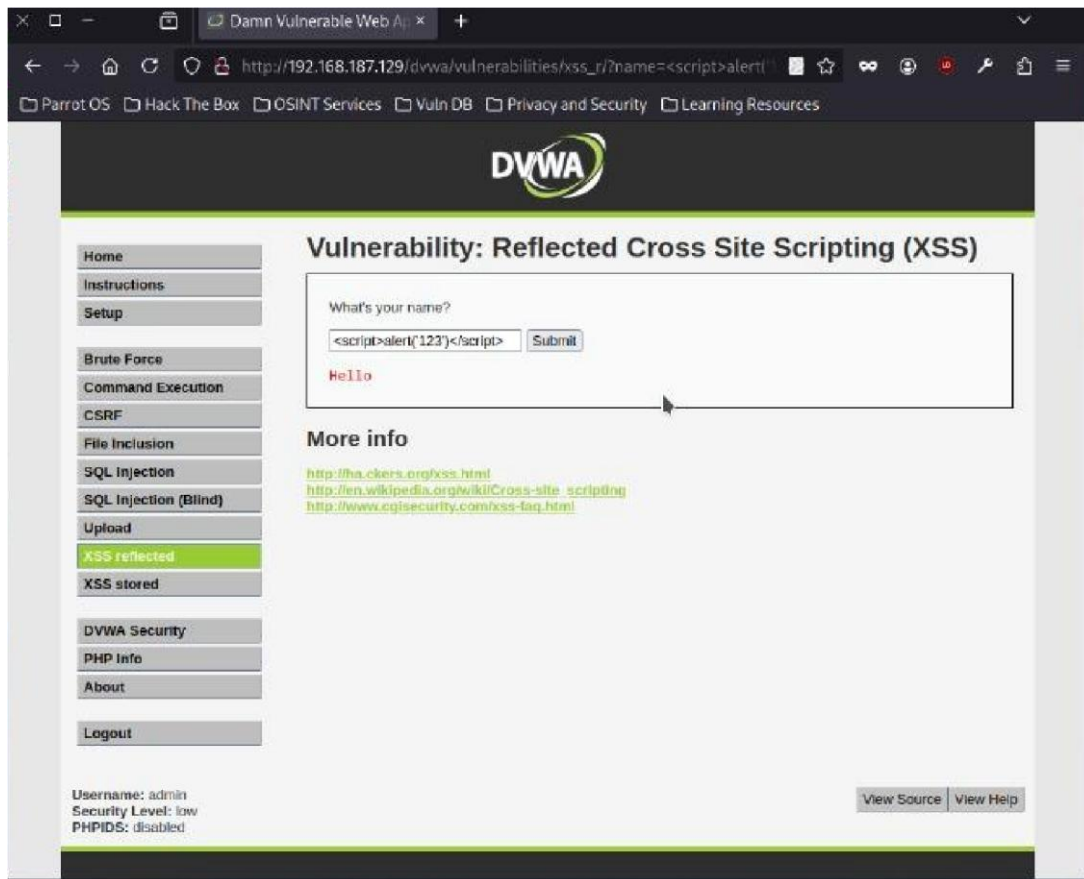 Damn Vulnerable Web Ap
http://192.168.187.129/dvwa/vulnerabilities/xss_r/?name=<script>alert('
Parrot OS Hack The Box OSINT Services Vuln DB Privacy and Security Learning Resources
DVWA
Vulnerability: Reflected Cross Site Scripting (XSS)
Home
Instructions
Setup
Brute Force
Command Execution
CSRF
File Inclusion
SQL Injection
SQL Injection (Blind)
Upload
XSS reflected
XSS stored
DVWA Security
PHP Info
About
Logout
What's your name?
<script>alert('123')</script> Submit
Hello
More info
http://ha.ckers.org/xss.html
http://en.wikipedia.org/wiki/Cross-site_scripting
http://www.cgisecurity.com/xss-faq.html
Username: admin
Security Level: low
PHPIDS: disabled
View Source View Help